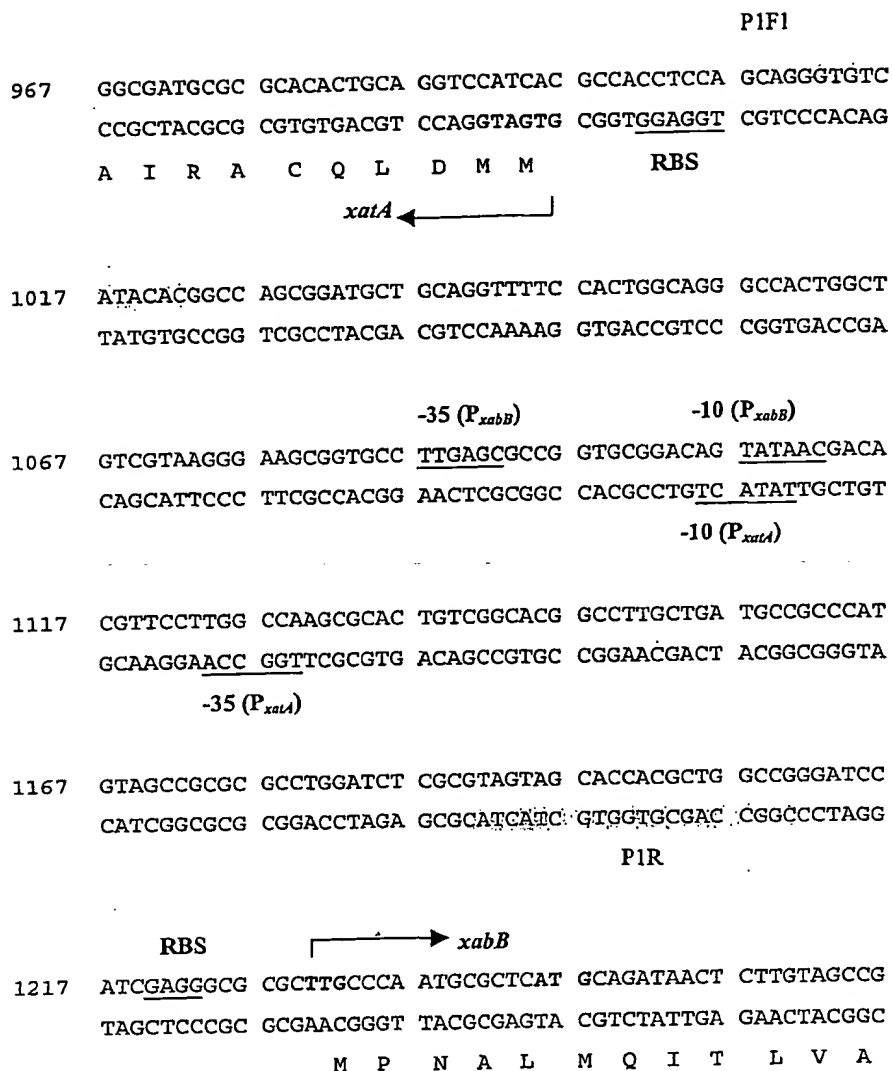 P1F1
967 GGCGATGCGC GCACACTGCA GGTCCATCAC GCCACCTCCA GCAGGGTGTC
CCGCTACGCG CGTGTGACGT CCAGGTAGTG CGGTGGAGGT CGTCCCACAG
A I R A C Q L D M M RBS
xatA
1017 ATACACGGCC AGCGGATGCT GCAGGTTTTC CACTGGCAGG GCCACTGGCT
TATGTGCCGG TCGCCTACGA CGTCCAAAAG GTGACCGTCC CGGTGACCGA
-35 (PxabB) -10 (PxabB)
1067 GTCGTAAGGG AAGCGGTGCC TTGAGCGCCG GTGCGGACAG TATAACGACA
CAGCATTCCC TTCGCCACGG AACTCGCGGC CACGCCTGTC ATATTGCTGT
-10 (PxatA)
1117 CGTTCCTTGG CCAAGCGCAC TGTCGGCACG GCCTTGCTGA TGCCGCCCAT
GCAAGGAACC GGTTCGCGTG ACAGCCGTGC CGGAACGACT ACGGCGGGTA
-35 (PxatA)
1167 GTAGCCGCGC GCCTGGATCT CGCGTAGTAG CACCACGCTG GCCGGGATCC
CATCGGCGCG CGGACCTAGA GCGCATCATC GTGGTGCGAC CGGCCCTAGG
P1R
RBS xabB
1217 ATCGAGGGCG CGCTTGCCCA ATGCGCTCAT GCAGATAACT CTTGTAGCCG
TAGCTCCCGC GCGAACGGGT TACGCGAGTA CGTCTATTGA GAACTACGGC
M P N A L M Q I T L V A